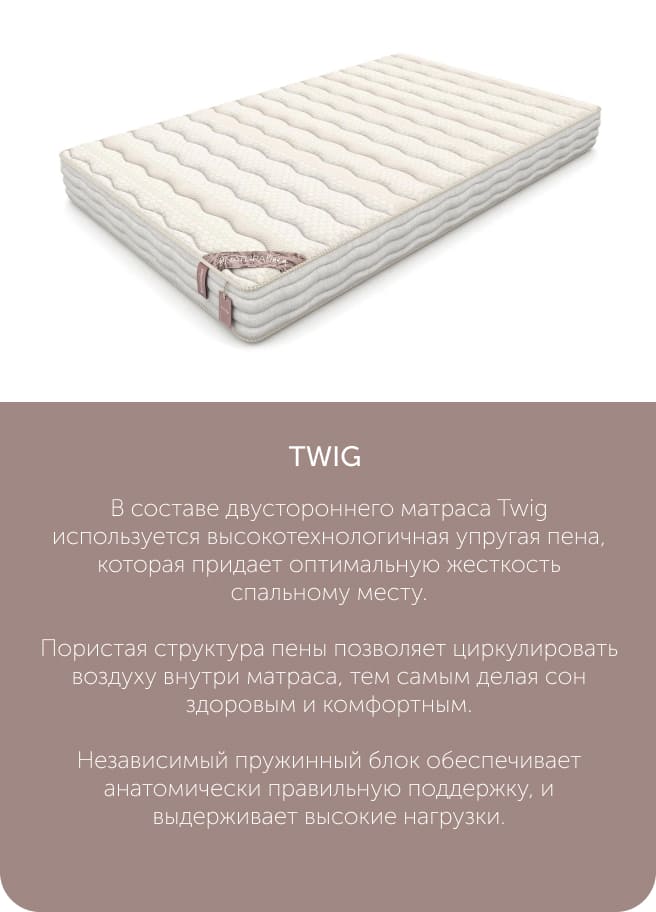 TWIG
В составе двустороннего матраса Twig
используется высокотехнологичная упругая пена,
которая придает оптимальную жесткость
спальному месту.
Пористая структура пены позволяет циркулировать
воздуху внутри матраса, тем самым делая сон
здоровым и комфортным.
Независимый пружинный блок обеспечивает
анатомически правильную поддержку, и
выдерживает высокие нагрузки.